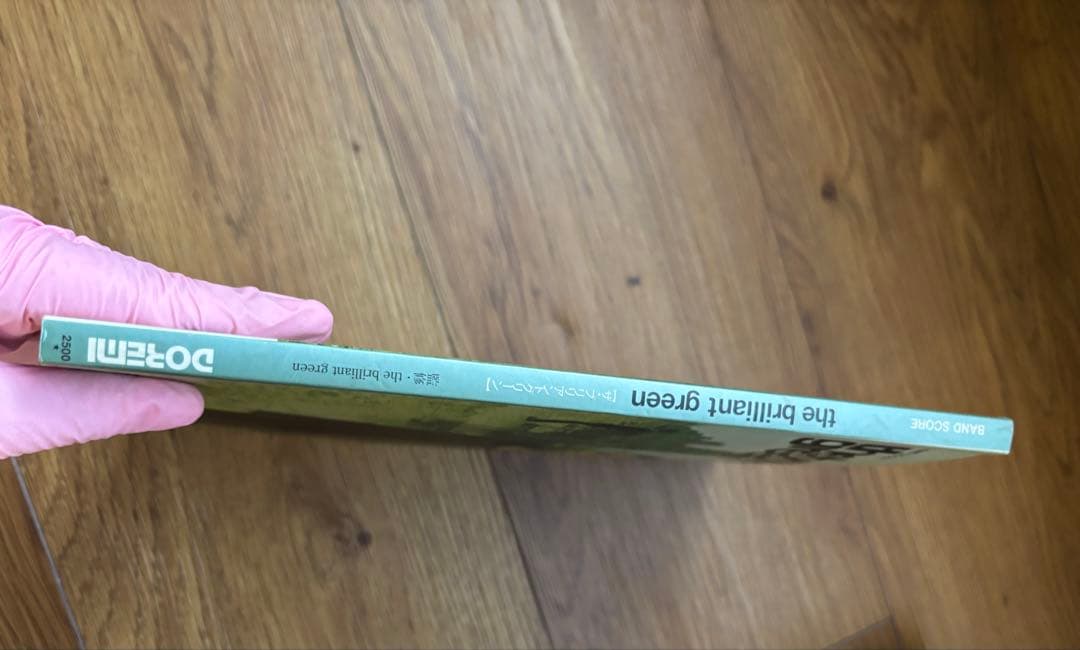 BAND SCORE
the brilliant green
[ザ・ブリリアント・グリーン]
監修・the brilliant green
DOREMI
2500